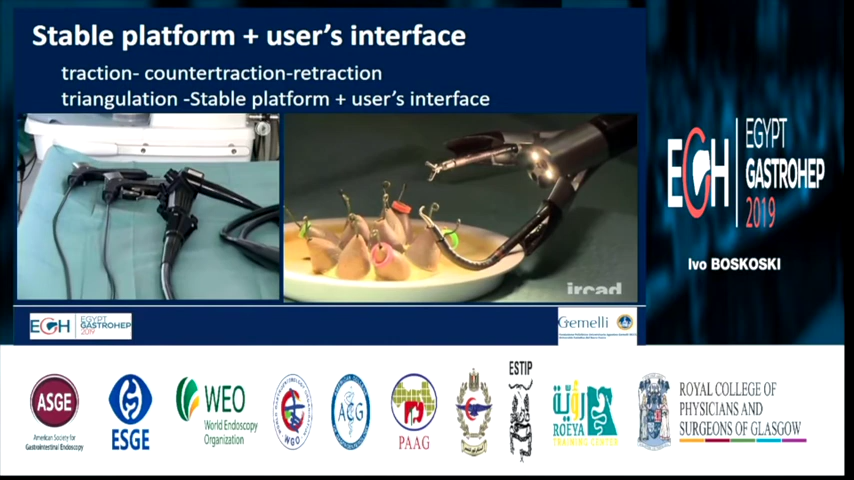 Stable platform + user's interface
traction- countertraction-retraction
triangulation -Stable platform + user's interface
ircad
EGH
EGYPT
GASTROHEP
2019
Gemelli
EGH
EGYPT
GASTROHEP
2019
Ivo BOSKOSKI
ASGE
American Society for
Gastrointestinal Endoscopy
ESGE
WEO
World Endoscopy
Organization
WGO
ACG
PAAG
ESTIP
رؤية
ROEYA
TRAINING CENTER
ROYAL COLLEGE OF
PHYSICIANS AND
SURGEONS OF GLASGOW